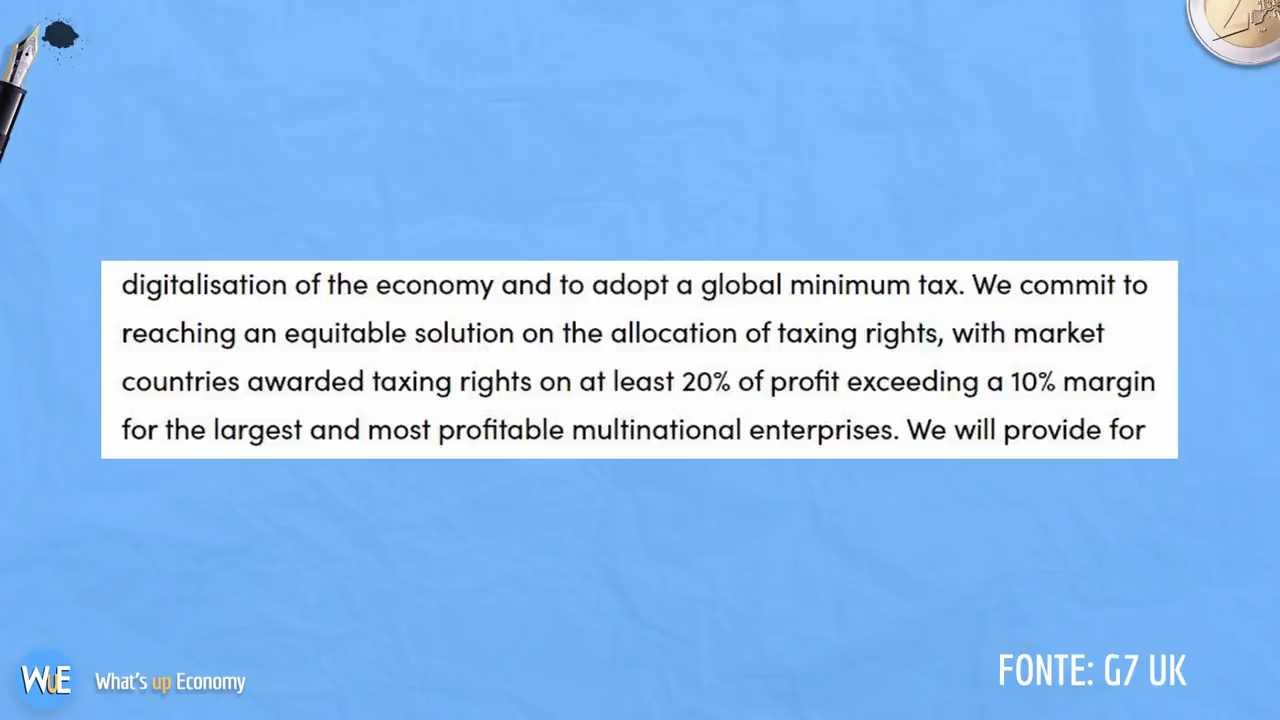 digitalisation of the economy and to adopt a global minimum tax. We commit to
reaching an equitable solution on the allocation of taxing rights, with market
countries awarded taxing rights on at least 20% of profit exceeding a 10% margin
for the largest and most profitable multinational enterprises. We will provide for
WuE What's up Economy
FONTE: G7 UK